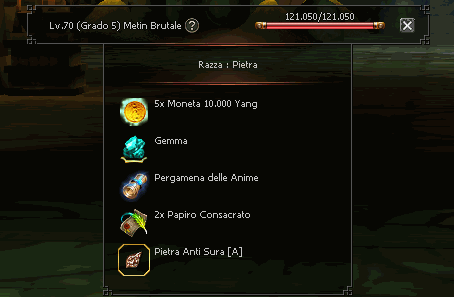 121.050/121.050
Lv.70 (Grado 5) Metin Brutale ?
Razza : Pietra
5x Moneta 10.000 Yang
Gemma
Pergamena delle Anime
2x Papiro Consacrato
Pietra Anti Sura [A]